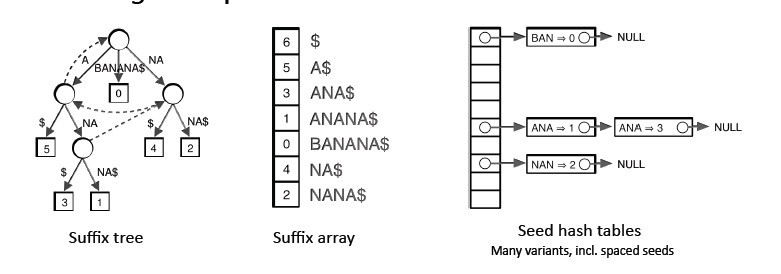 A
BANANA$
NA
0
$
NA
$
NA$
5
4
2
$
NA$
3
1
Suffix tree
6 $
5 A$
3 ANA$
1 ANANA$
0 BANANA$
4 NA$
2 NANA$
Suffix array
BAN ⇒ 0 NULL
ANA ⇒ 1 ANA ⇒ 3 NULL
NAN ⇒ 2 NULL
Seed hash tables
Many variants, incl. spaced seeds